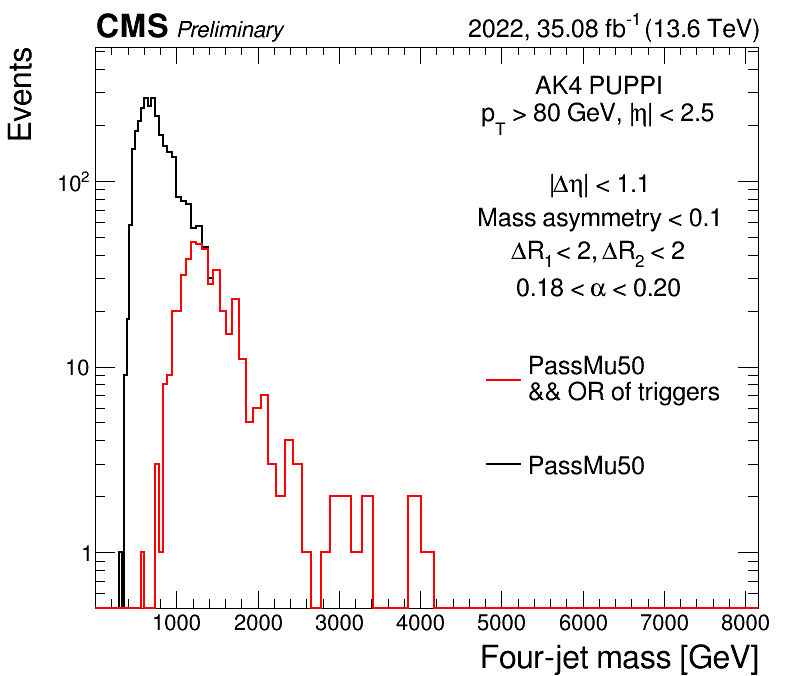 CMS Preliminary 2022, 35.08 fb⁻¹ (13.6 TeV)
Events
AK4 PUPPI
p_T > 80 GeV, |η| < 2.5
|Δη| < 1.1
Mass asymmetry < 0.1
ΔR₁ < 2, ΔR₂ < 2
0.18 < α < 0.20
PassMu50
&& OR of triggers
PassMu50
10²
10
1
1000 2000 3000 4000 5000 6000 7000 8000
Four-jet mass [GeV]